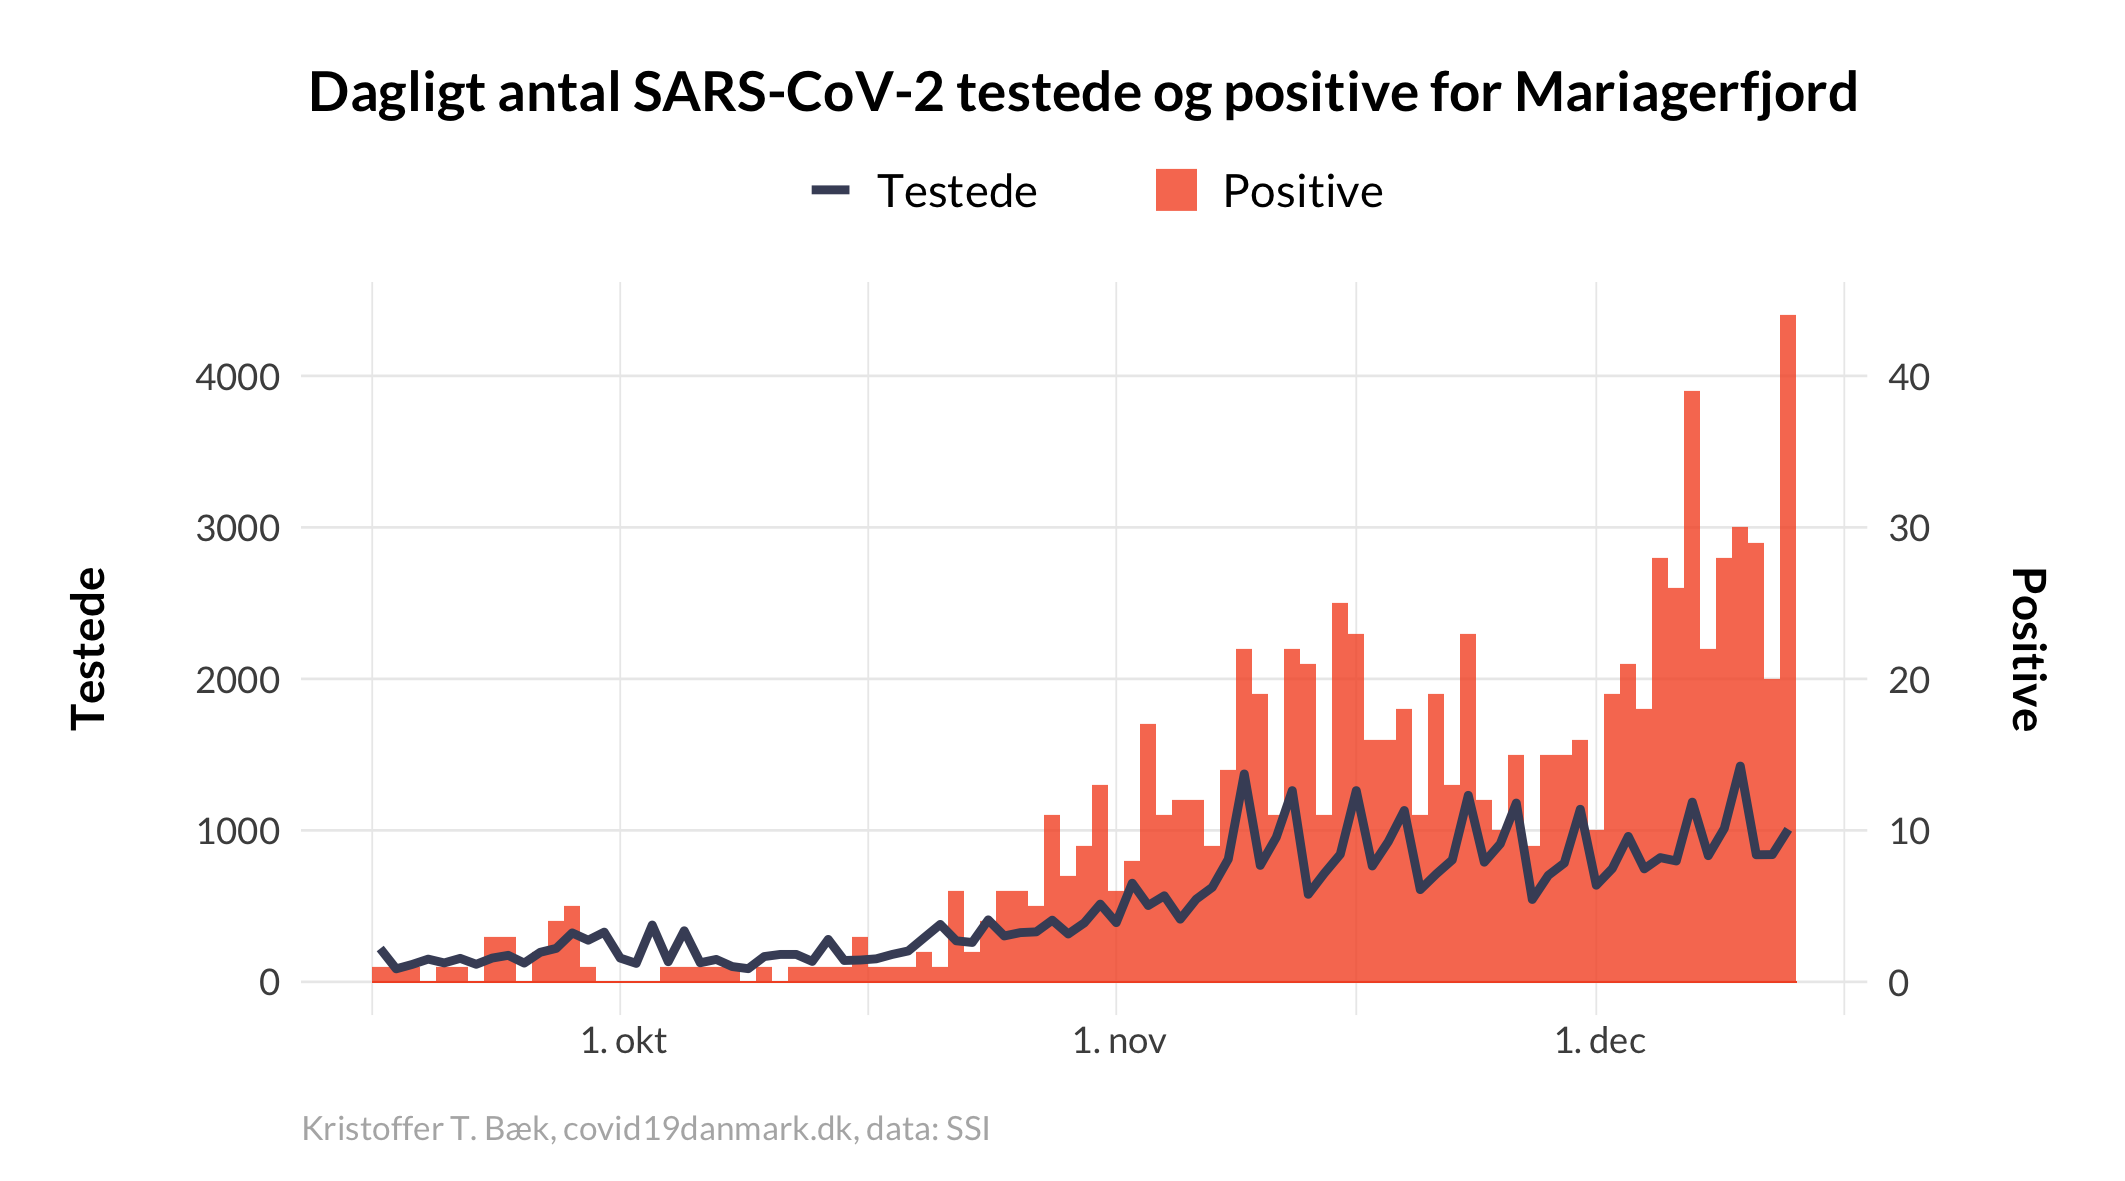 Dagligt antal SARS-CoV-2 testede og positive for Mariagerfjord
Testede
Positive
Testede
4000
3000
2000
1000
0
40
30
20
10
0
Positive
1. okt
1. nov
1. dec
Kristoffer T. Bæk, covid19danmark.dk, data: SSI